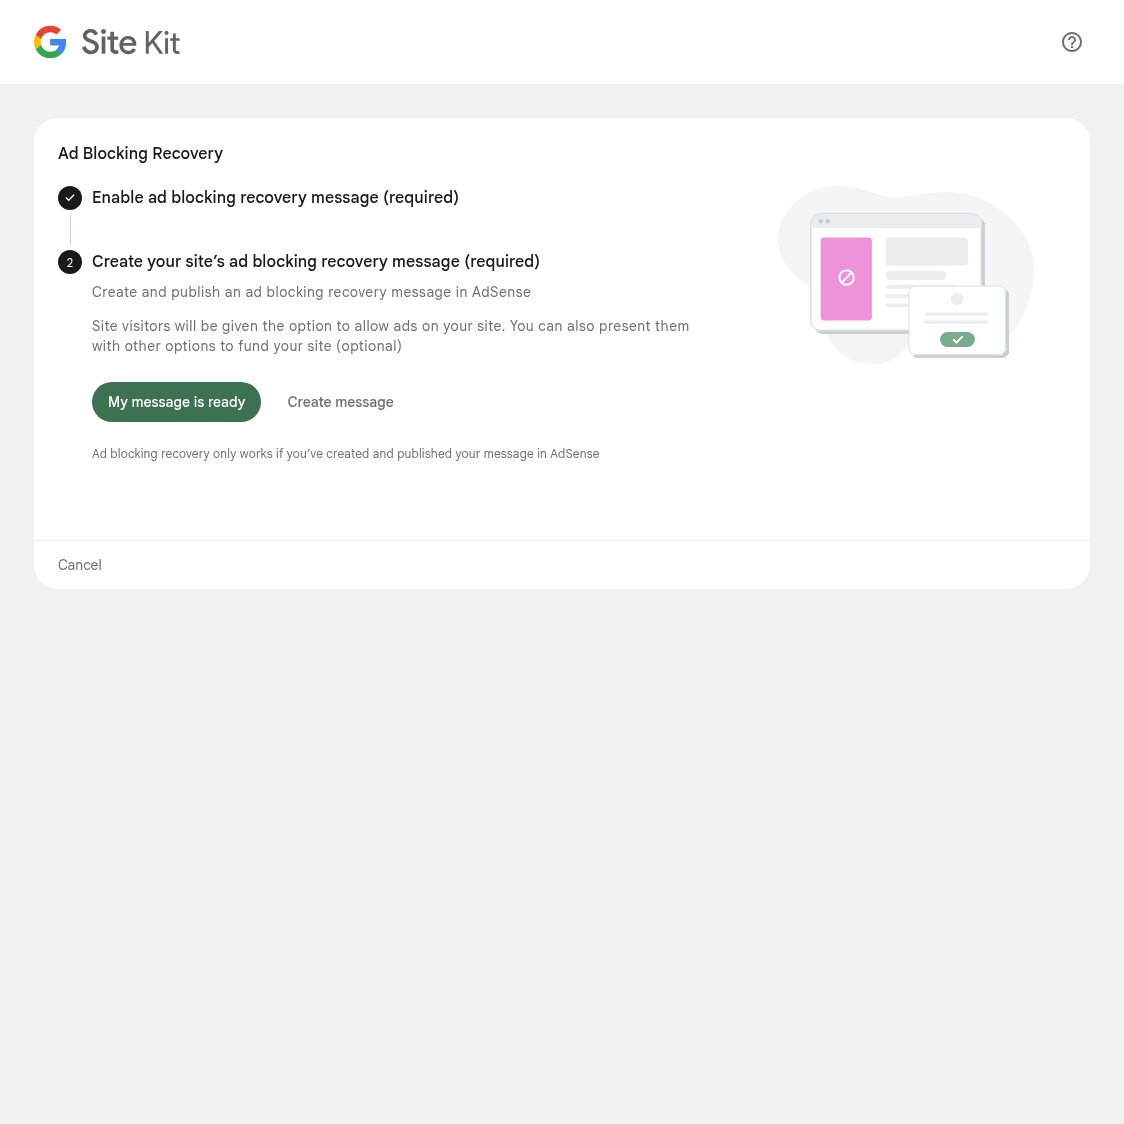 Site Kit
Ad Blocking Recovery
Enable ad blocking recovery message (required)
2
Create your site’s ad blocking recovery message (required)
Create and publish an ad blocking recovery message in AdSense
Site visitors will be given the option to allow ads on your site. You can also present them
with other options to fund your site (optional)
My message is ready
Create message
Ad blocking recovery only works if you’ve created and published your message in AdSense
Cancel